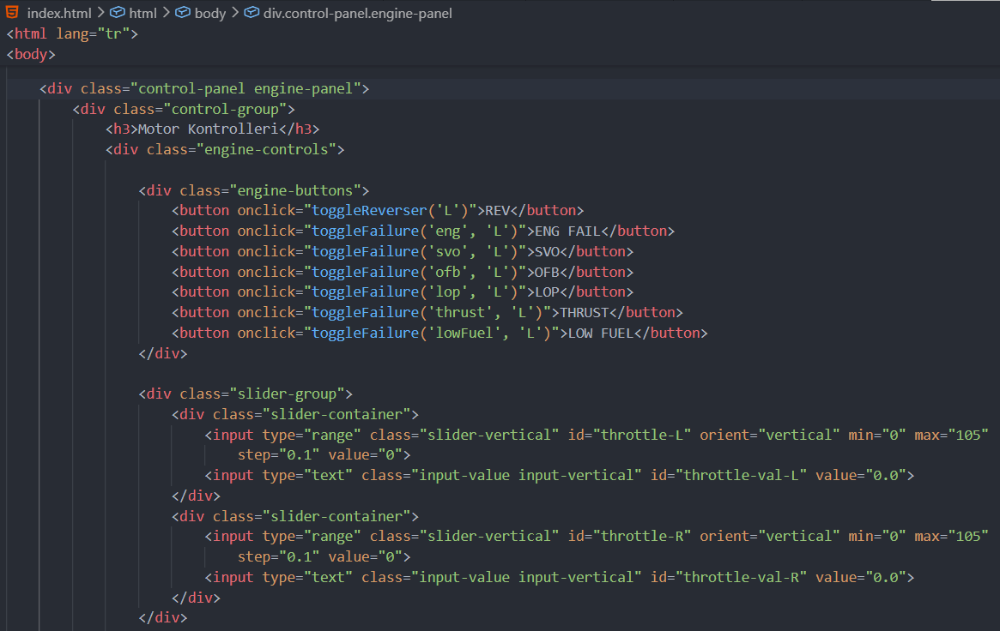 index.html > html > body > div.control-panel.engine-panel
<html lang="tr">
<body>
<div class="control-panel engine-panel">
<div class="control-group">
<h3>Motor Kontrolleri</h3>
<div class="engine-controls">
<div class="engine-buttons">
<button onclick="toggleReverser('L')">REV</button>
<button onclick="toggleFailure('eng', 'L')">ENG FAIL</button>
<button onclick="toggleFailure('svo', 'L')">SVO</button>
<button onclick="toggleFailure('ofb', 'L')">OFB</button>
<button onclick="toggleFailure('lop', 'L')">LOP</button>
<button onclick="toggleFailure('thrust', 'L')">THRUST</button>
<button onclick="toggleFailure('lowFuel', 'L')">LOW FUEL</button>
</div>
<div class="slider-group">
<div class="slider-container">
<input type="range" class="slider-vertical" id="throttle-L" orient="vertical" min="0" max="105"
step="0.1" value="0">
<input type="text" class="input-value input-vertical" id="throttle-val-L" value="0.0">
</div>
<div class="slider-container">
<input type="range" class="slider-vertical" id="throttle-R" orient="vertical" min="0" max="105"
step="0.1" value="0">
<input type="text" class="input-value input-vertical" id="throttle-val-R" value="0.0">
</div>
</div>